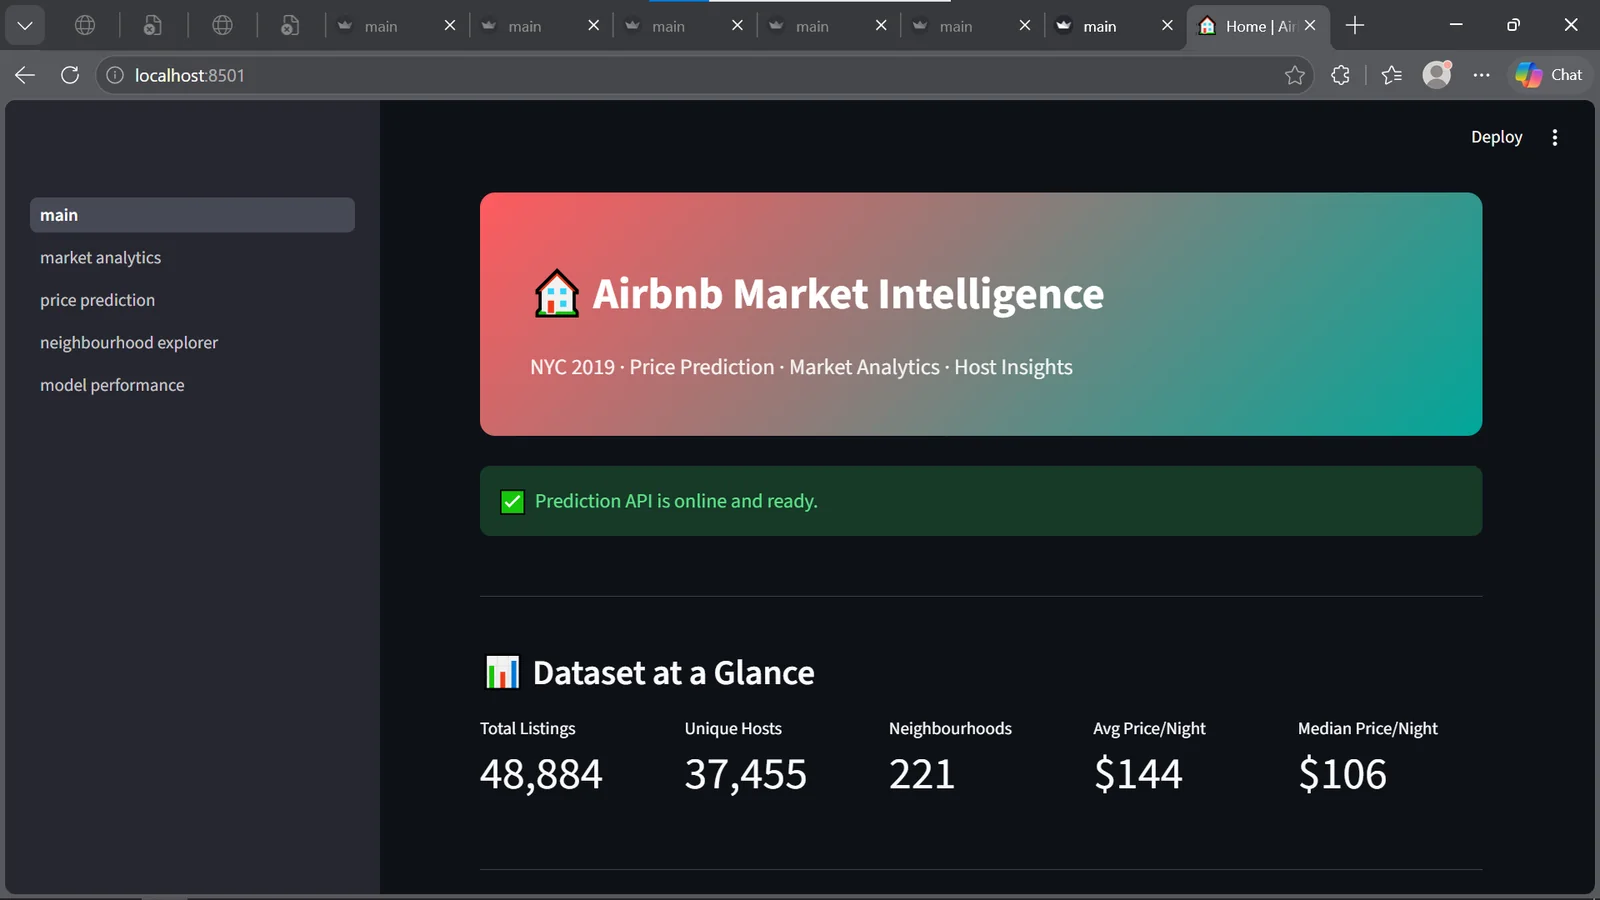 main
main
main
main
main
main
Home | Air
localhost:8501
Chat
Deploy
main
market analytics
price prediction
neighbourhood explorer
model performance
Airbnb Market Intelligence
NYC 2019 · Price Prediction · Market Analytics · Host Insights
Prediction API is online and ready.
Dataset at a Glance
Total Listings
48,884
Unique Hosts
37,455
Neighbourhoods
221
Avg Price/Night
$144
Median Price/Night
$106